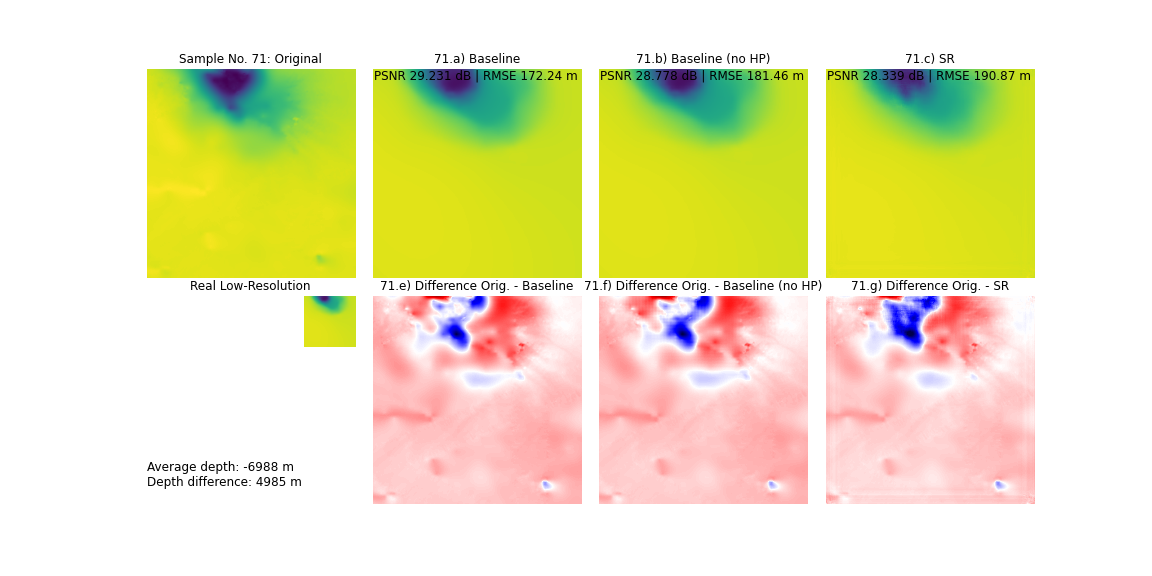 Sample No. 71: Original
71.a) Baseline
71.b) Baseline (no HP)
71.c) SR
PSNR 29.231 dB | RMSE 172.24 m
PSNR 28.778 dB | RMSE 181.46 m
PSNR 28.339 dB | RMSE 190.87 m
Real Low-Resolution
71.e) Difference Orig. - Baseline
71.f) Difference Orig. - Baseline (no HP)
71.g) Difference Orig. - SR
Average depth: -6988 m
Depth difference: 4985 m